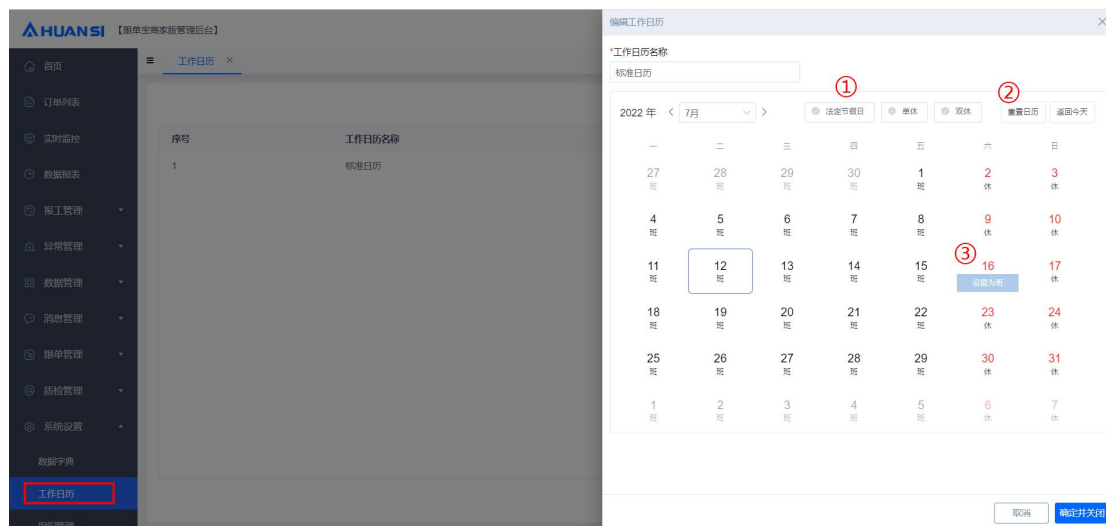 AHUANSI 【跟单宝商家版管理后台】
首页
订单列表
实时监控
数据报表
报工管理
异常管理
数据管理
消息管理
跟单管理
质检管理
系统设置
数据字典
工作日历
工作日历 ×
序号 工作日历名称
1 标准日历
编辑工作日历
*工作日历名称
标准日历
① ②
2022 年 < 7月 > 法定节假日 单休 双休 重置日历 返回今天
一 二 三 四 五 六 日
27 28 29 30 1 2 3
班 班 班 班 班 休 休
4 5 6 7 8 9 10
班 班 班 班 班 休 休
③
11 12 13 14 15 16 17
班 班 班 班 班 设置为班 休
18 19 20 21 22 23 24
班 班 班 班 班 休 休
25 26 27 28 29 30 31
班 班 班 班 班 休 休
1 2 3 4 5 6 7
班 班 班 班 班 休 休
取消 确定并关闭